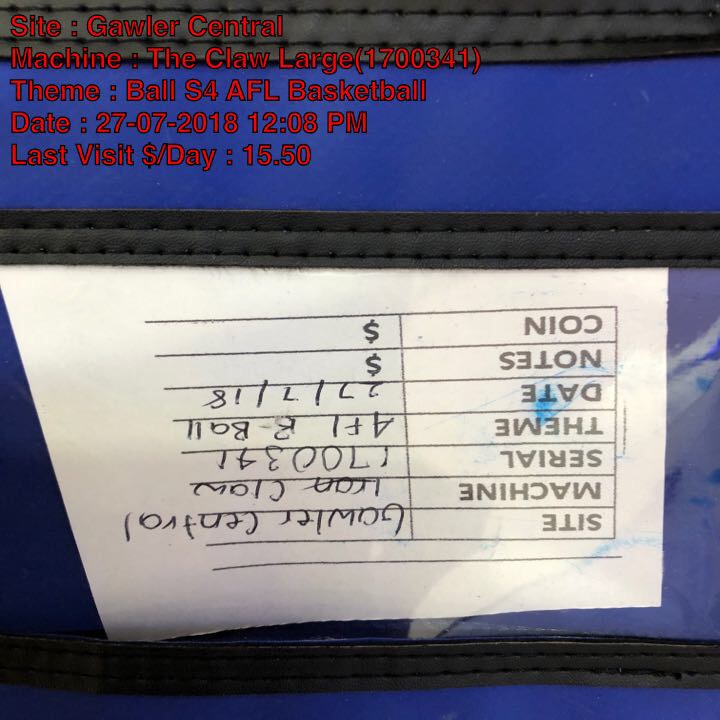 Site : Gawler Central
Machine : The Claw Large(1700341)
Theme : Ball S4 AFL Basketball
Date : 27-07-2018 12:08 PM
Last Visit $/Day : 15.50
SITE Gawler Central
MACHINE Iron Claw
SERIAL 1700341
THEME AFL B Ball
DATE 27/7/18
NOTES $
COIN $